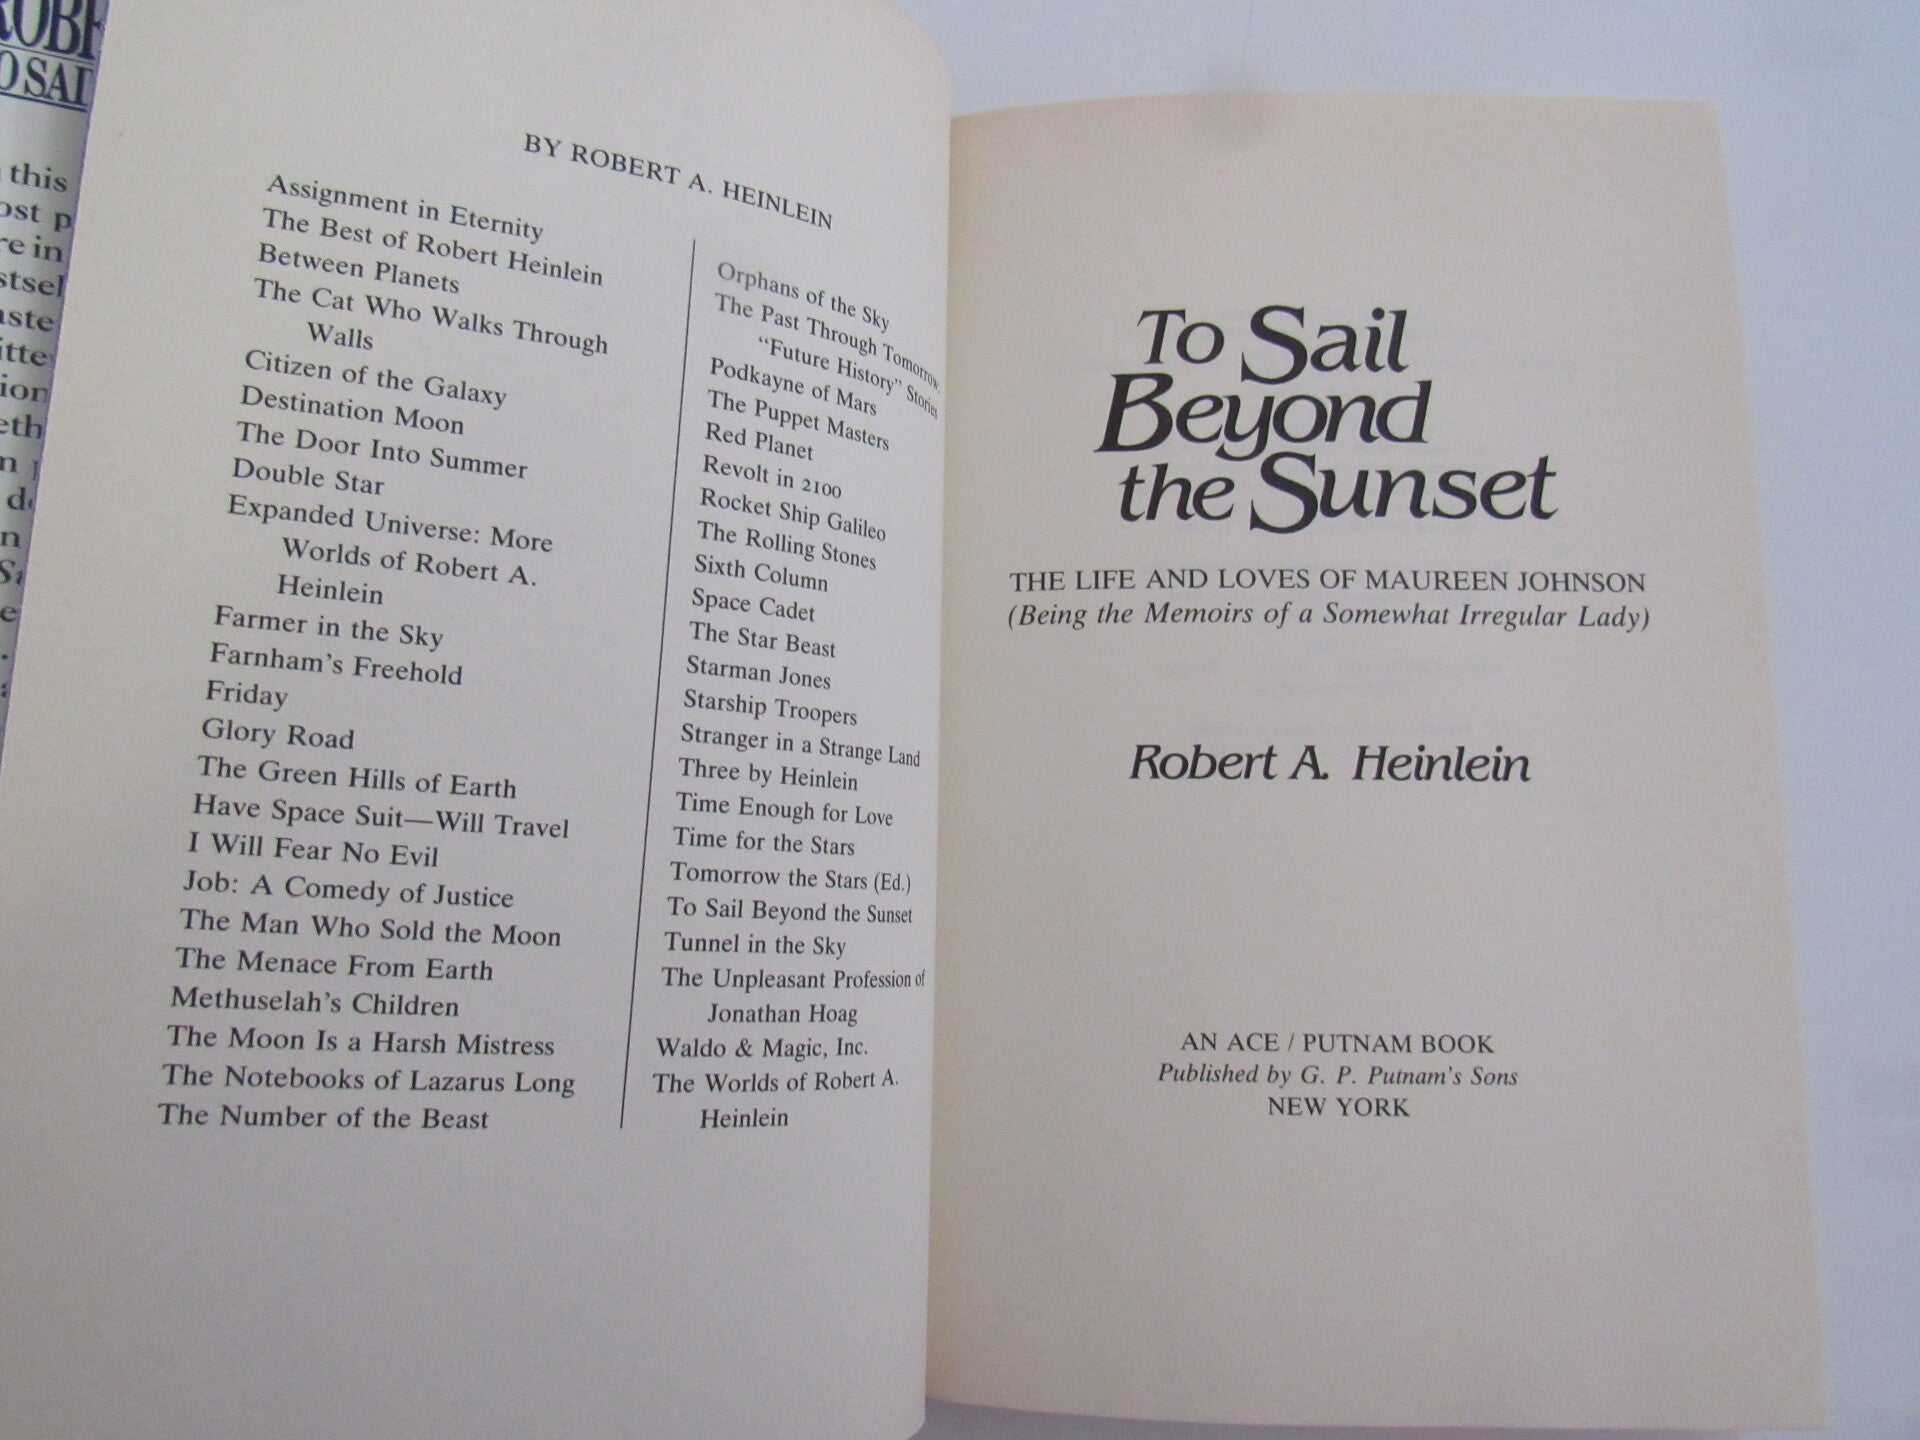 BY ROBERT A. HEINLEIN
Assignment in Eternity
The Best of Robert Heinlein
Between Planets
The Cat Who Walks Through
Walls
Citizen of the Galaxy
Destination Moon
The Door Into Summer
Double Star
Expanded Universe: More
Worlds of Robert A.
Heinlein
Farmer in the Sky
Farnham's Freehold
Friday
Glory Road
The Green Hills of Earth
Have Space Suit—Will Travel
I Will Fear No Evil
Job: A Comedy of Justice
The Man Who Sold the Moon
The Menace From Earth
Methuselah's Children
The Moon Is a Harsh Mistress
The Notebooks of Lazarus Long
The Number of the Beast
Orphans of the Sky
The Past Through Tomorrow:
"Future History" Stories
Podkayne of Mars
The Puppet Masters
Red Planet
Revolt in 2100
Rocket Ship Galileo
The Rolling Stones
Sixth Column
Space Cadet
The Star Beast
Starman Jones
Starship Troopers
Stranger in a Strange Land
Three by Heinlein
Time Enough for Love
Time for the Stars
Tomorrow the Stars (Ed.)
To Sail Beyond the Sunset
Tunnel in the Sky
The Unpleasant Profession of
Jonathan Hoag
Waldo & Magic, Inc.
The Worlds of Robert A.
Heinlein
To Sail
Beyond
the Sunset
THE LIFE AND LOVES OF MAUREEN JOHNSON
(Being the Memoirs of a Somewhat Irregular Lady)
Robert A. Heinlein
AN ACE / PUTNAM BOOK
Published by G. P. Putnam's Sons
NEW YORK
this
in